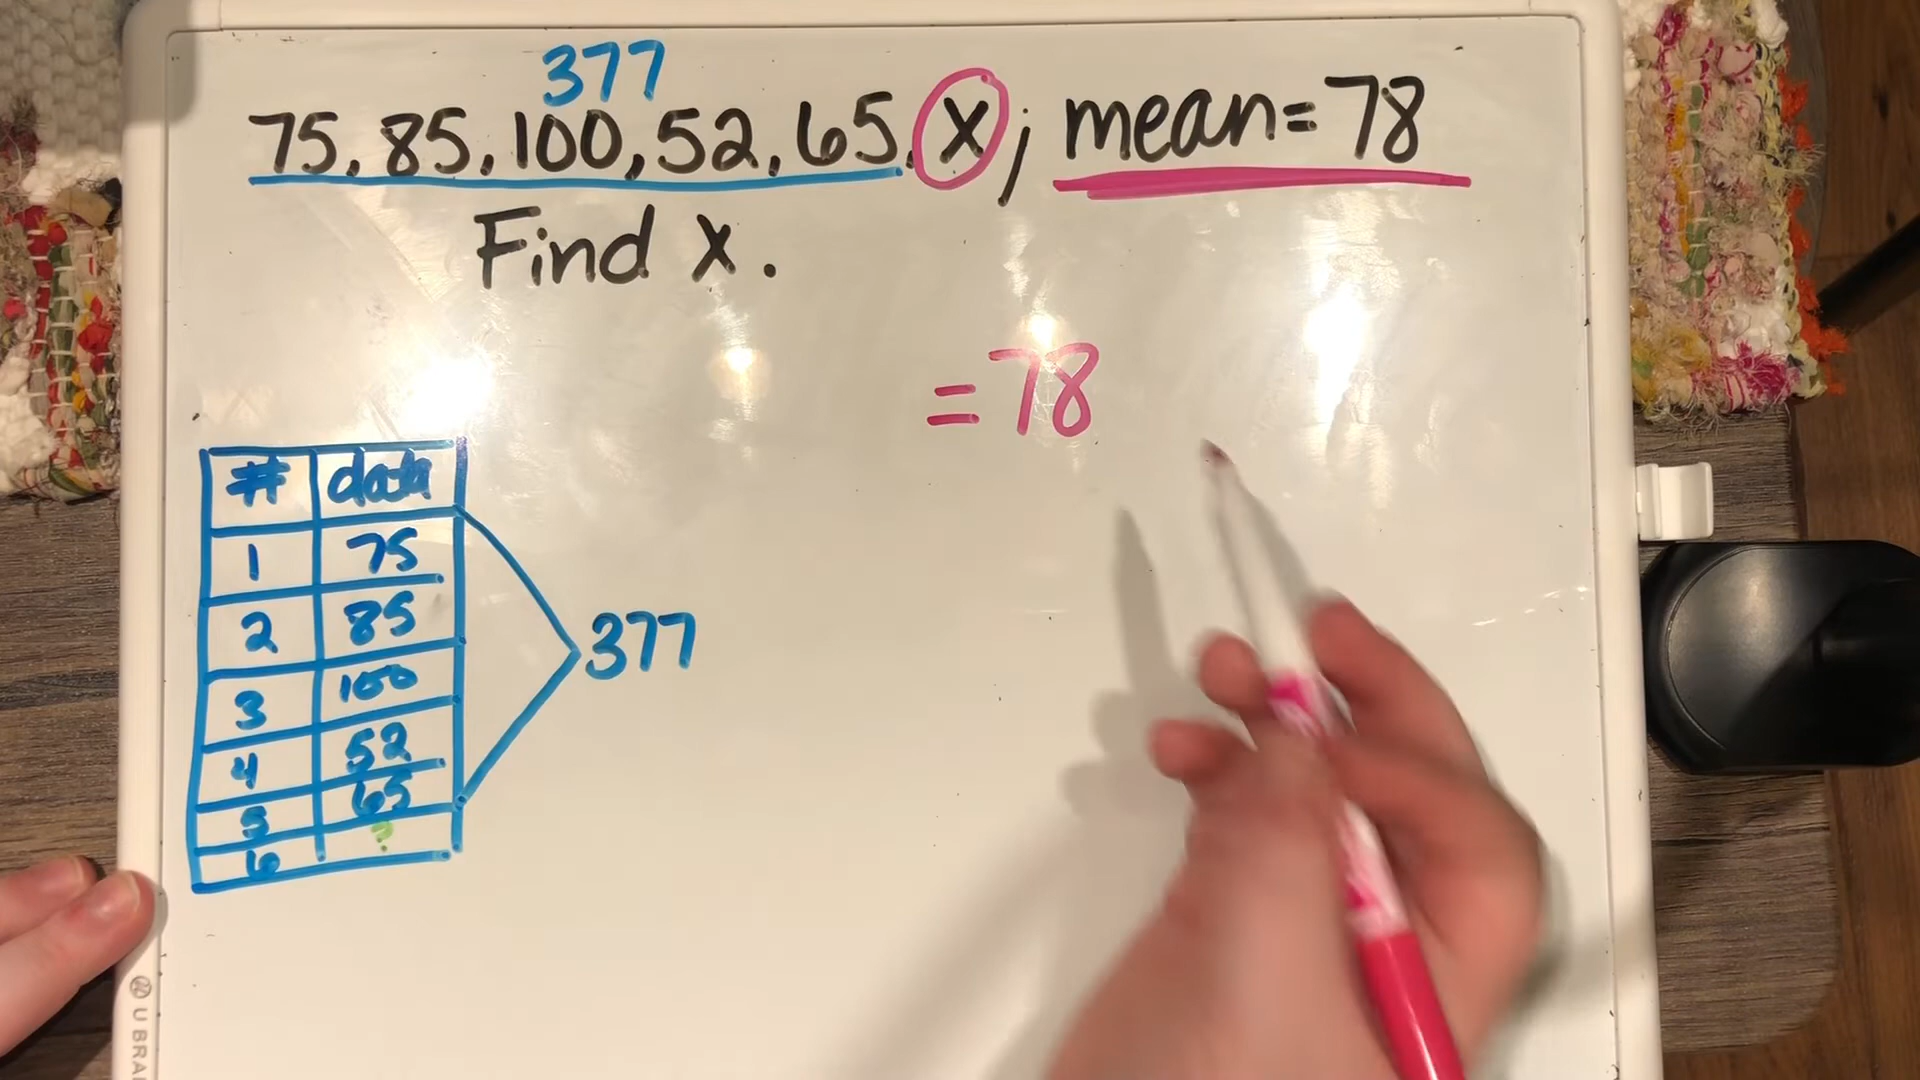 377
75, 85, 100, 52, 65, x; mean = 78
Find x.
= 78
# data
1 75
2 85
3 100
4 52
5 65
6 ?
377
U BRA